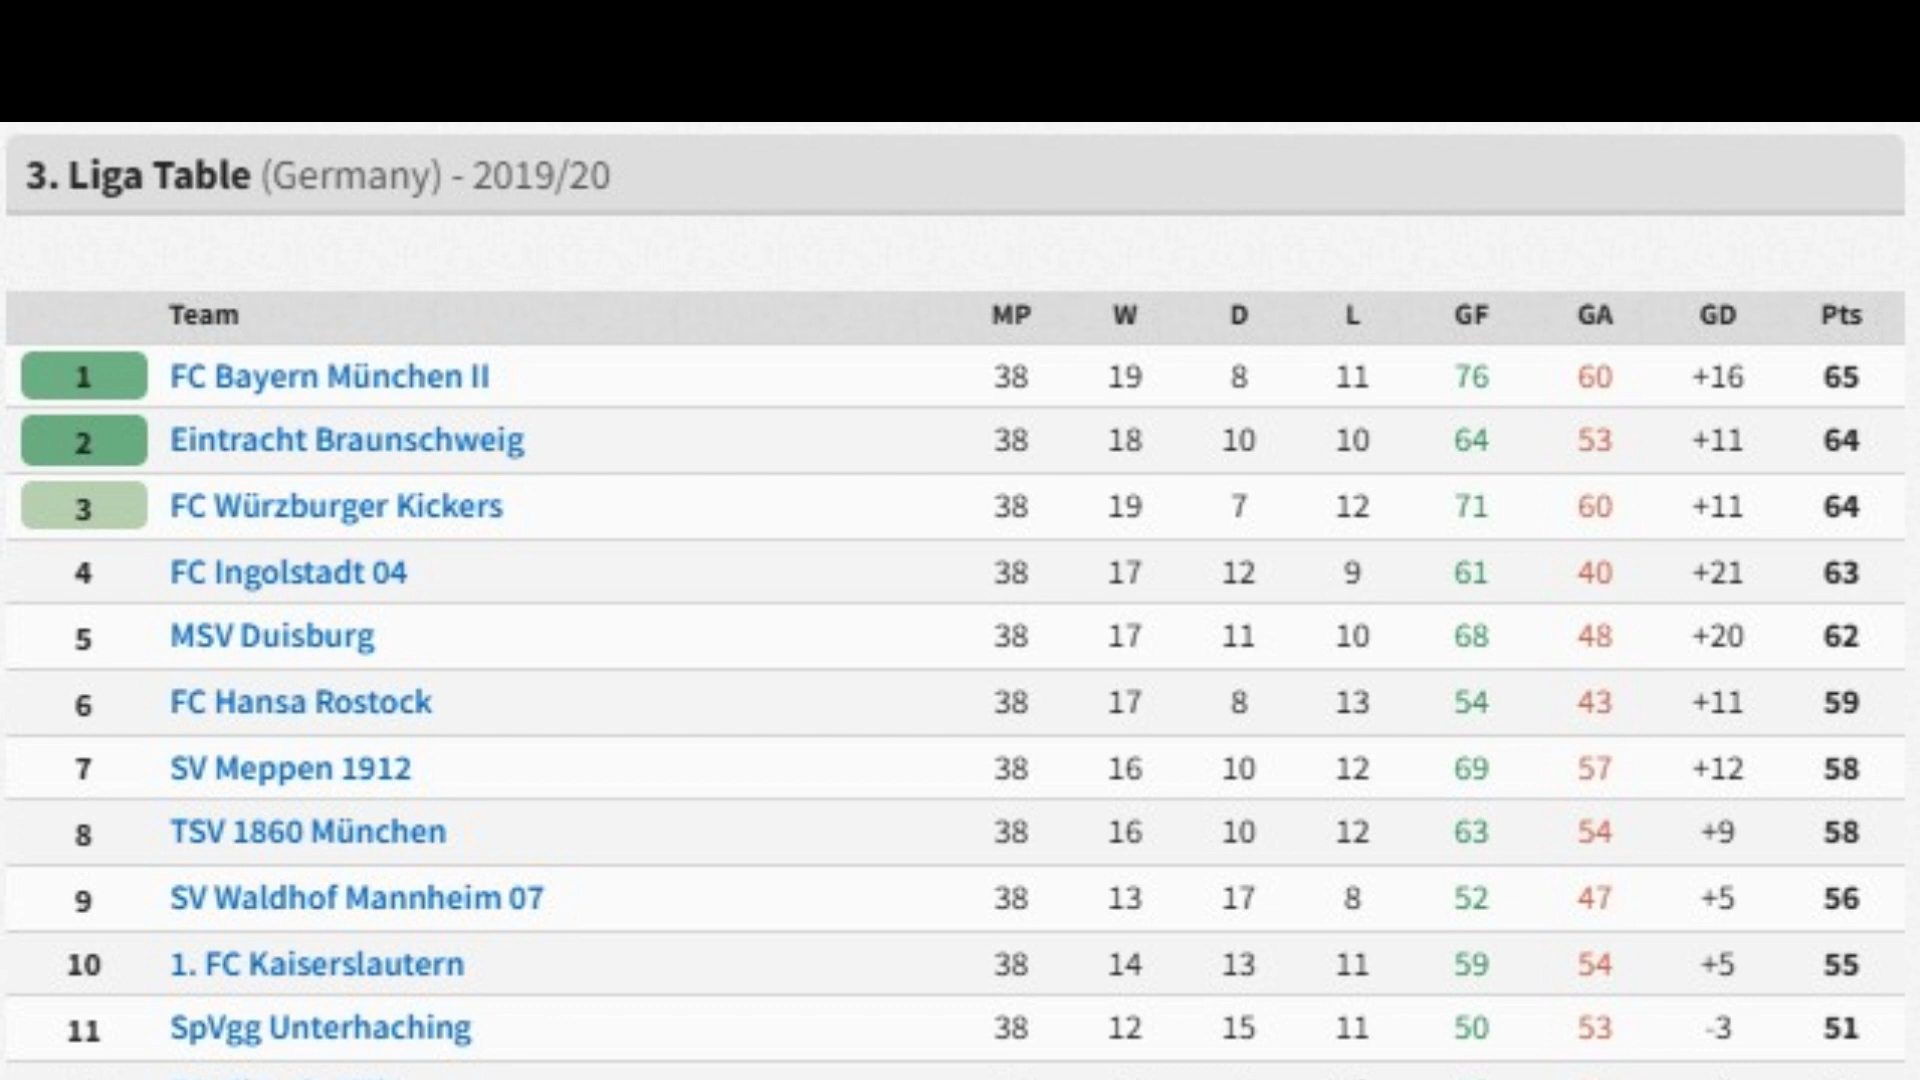 3. Liga Table (Germany) - 2019/20
Team MP W D L GF GA GD Pts
1 FC Bayern München II 38 19 8 11 76 60 +16 65
2 Eintracht Braunschweig 38 18 10 10 64 53 +11 64
3 FC Würzburger Kickers 38 19 7 12 71 60 +11 64
4 FC Ingolstadt 04 38 17 12 9 61 40 +21 63
5 MSV Duisburg 38 17 11 10 68 48 +20 62
6 FC Hansa Rostock 38 17 8 13 54 43 +11 59
7 SV Meppen 1912 38 16 10 12 69 57 +12 58
8 TSV 1860 München 38 16 10 12 63 54 +9 58
9 SV Waldhof Mannheim 07 38 13 17 8 52 47 +5 56
10 1. FC Kaiserslautern 38 14 13 11 59 54 +5 55
11 SpVgg Unterhaching 38 12 15 11 50 53 -3 51